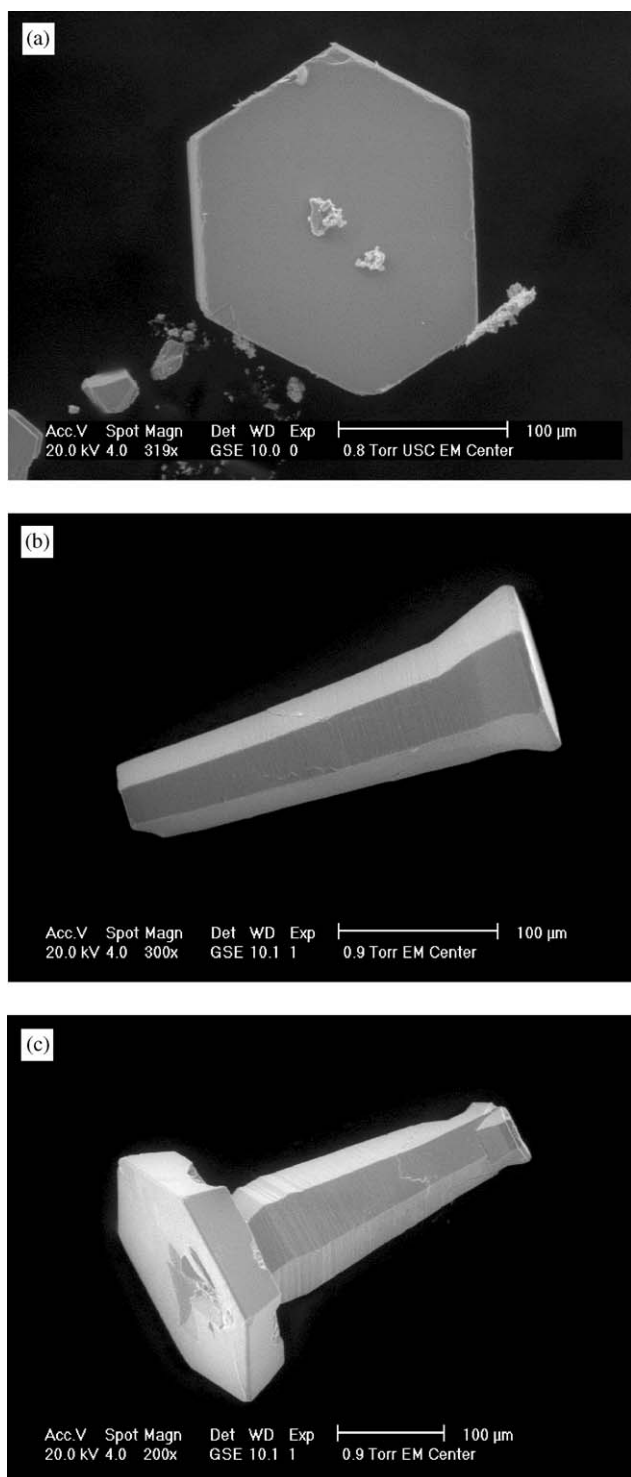 (a)
Acc.V Spot Magn Det WD Exp 100 µm
20.0 kV 4.0 319x GSE 10.0 0 0.8 Torr USC EM Center
(b)
Acc.V Spot Magn Det WD Exp 100 µm
20.0 kV 4.0 300x GSE 10.1 1 0.9 Torr EM Center
(c)
Acc.V Spot Magn Det WD Exp 100 µm
20.0 kV 4.0 200x GSE 10.1 1 0.9 Torr EM Center